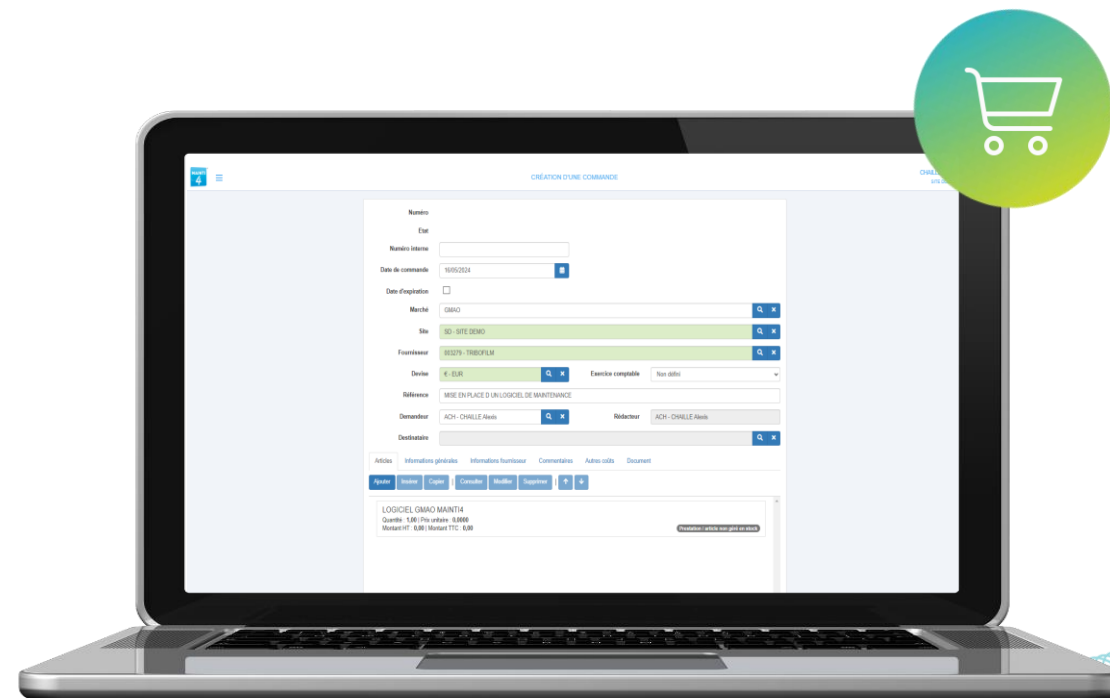 MAINTI
4
CRÉATION D'UNE COMMANDE
Numéro
Etat
Numéro interne
Date de commande 16/05/2024
Date d'expiration
Marché GMAO
Site SD - SITE DEMO
Fournisseur 003279 - TRIBOFILM
Devise € - EUR Exercice comptable Non défini
Référence MISE EN PLACE D UN LOGICIEL DE MAINTENANCE
Demandeur ACH - CHAILLE Alexis Rédacteur ACH - CHAILLE Alexis
Destinataire
Articles Informations générales Informations fournisseur Commentaires Autres coûts Document
Ajouter Insérer Copier | Consulter Modifier Supprimer |
LOGICIEL GMAO MAINTI4
Quantité : 1,00 | Prix unitaire : 0,0000
Montant HT : 0,00 | Montant TTC : 0,00 Prestation / article non géré en stock